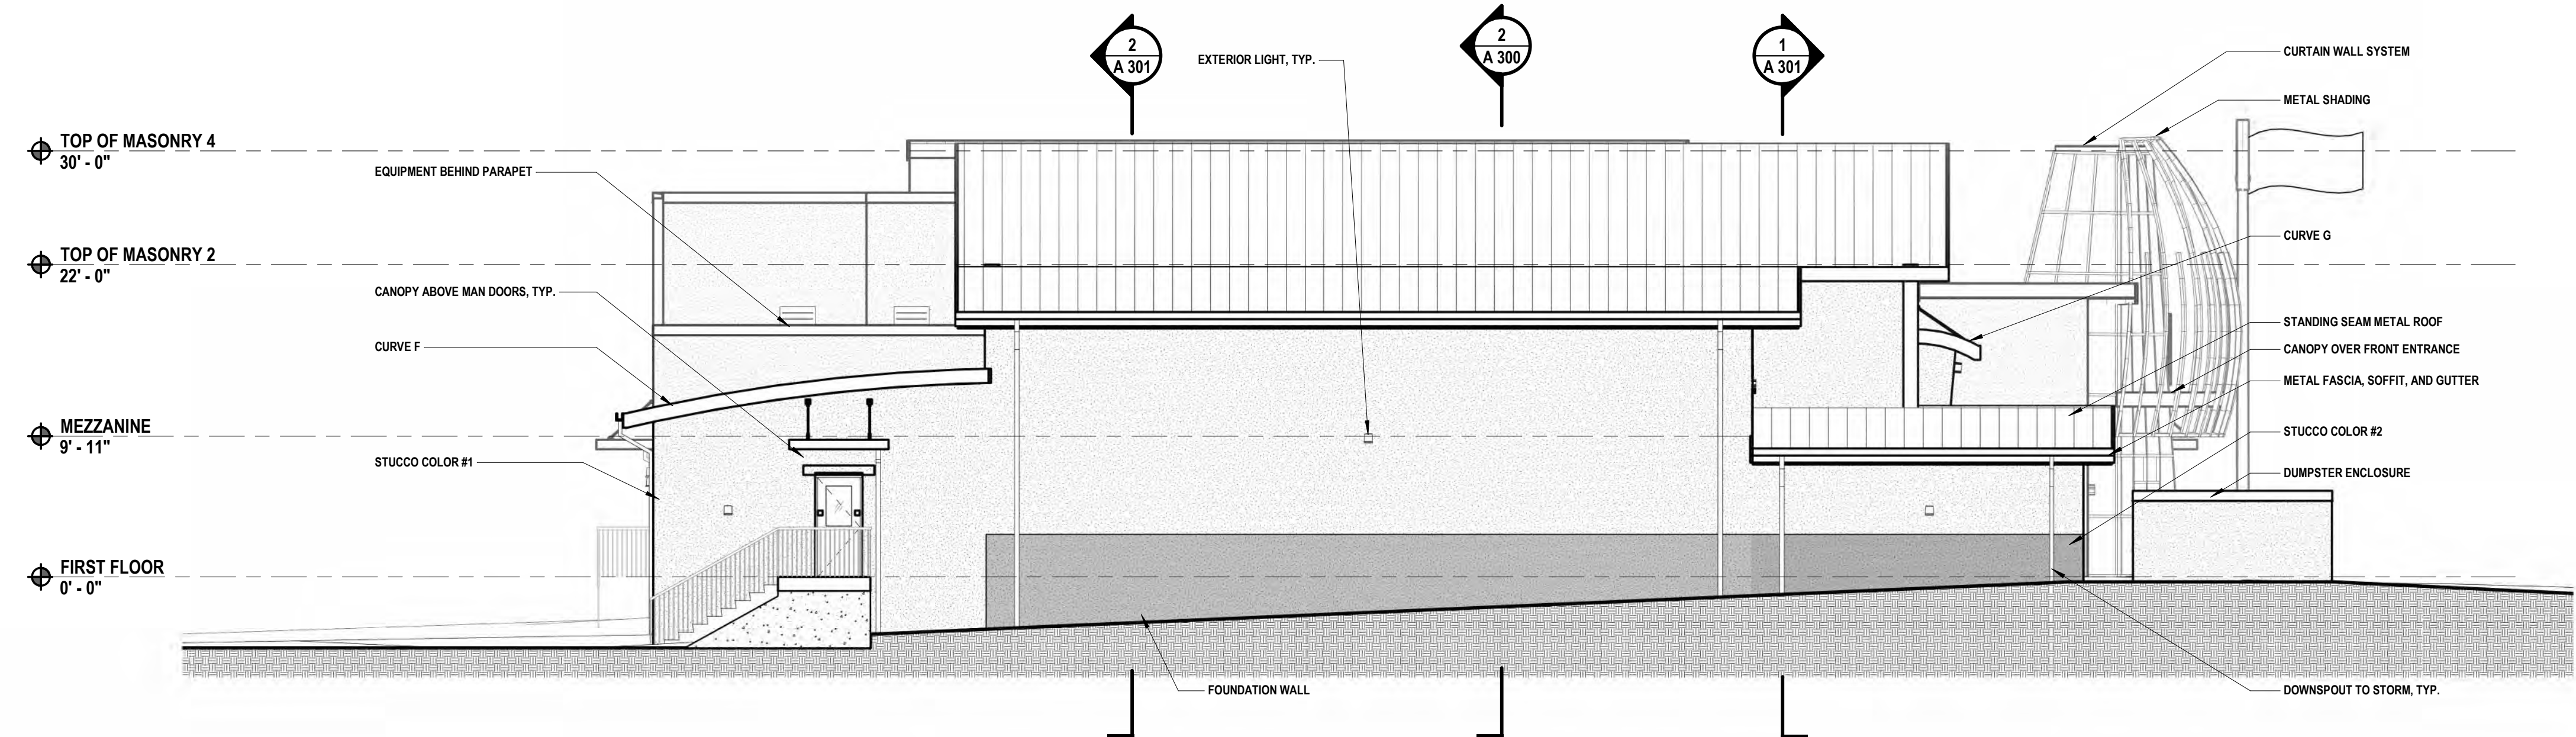 2
A 301
EXTERIOR LIGHT, TYP.
2
A 300
1
A 301
CURTAIN WALL SYSTEM
METAL SHADING
TOP OF MASONRY 4
30' - 0"
EQUIPMENT BEHIND PARAPET
CURVE G
TOP OF MASONRY 2
22' - 0"
CANOPY ABOVE MAN DOORS, TYP.
STANDING SEAM METAL ROOF
CURVE F
CANOPY OVER FRONT ENTRANCE
METAL FASCIA, SOFFIT, AND GUTTER
MEZZANINE
9' - 11"
STUCCO COLOR #2
STUCCO COLOR #1
DUMPSTER ENCLOSURE
FIRST FLOOR
0' - 0"
FOUNDATION WALL
DOWNSPOUT TO STORM, TYP.